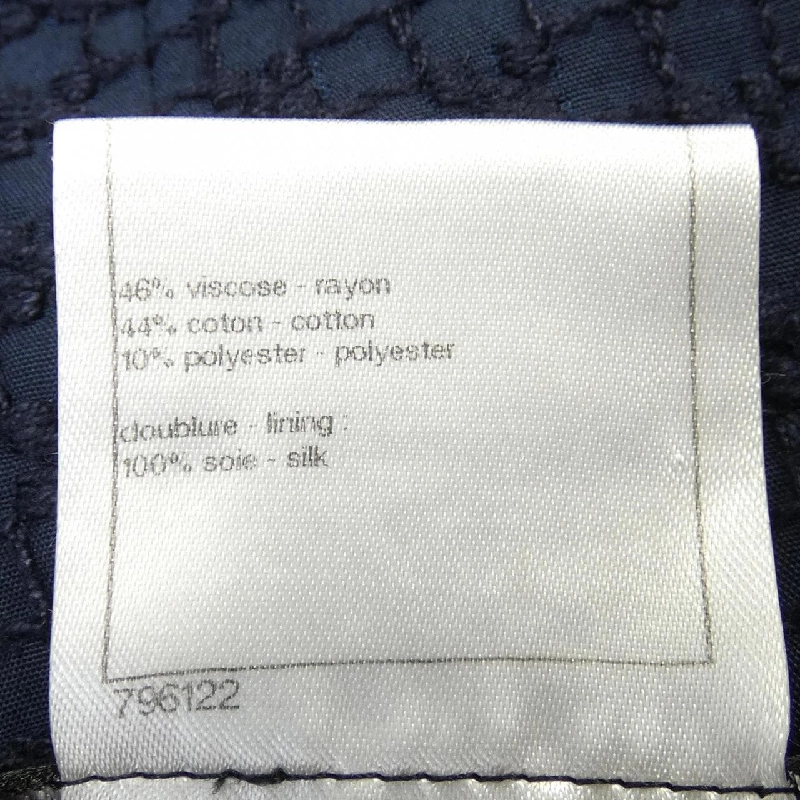 46% viscose - rayon
44% coton - cotton
10% polyester - polyester
doublure - lining :
100% soie - silk
796122